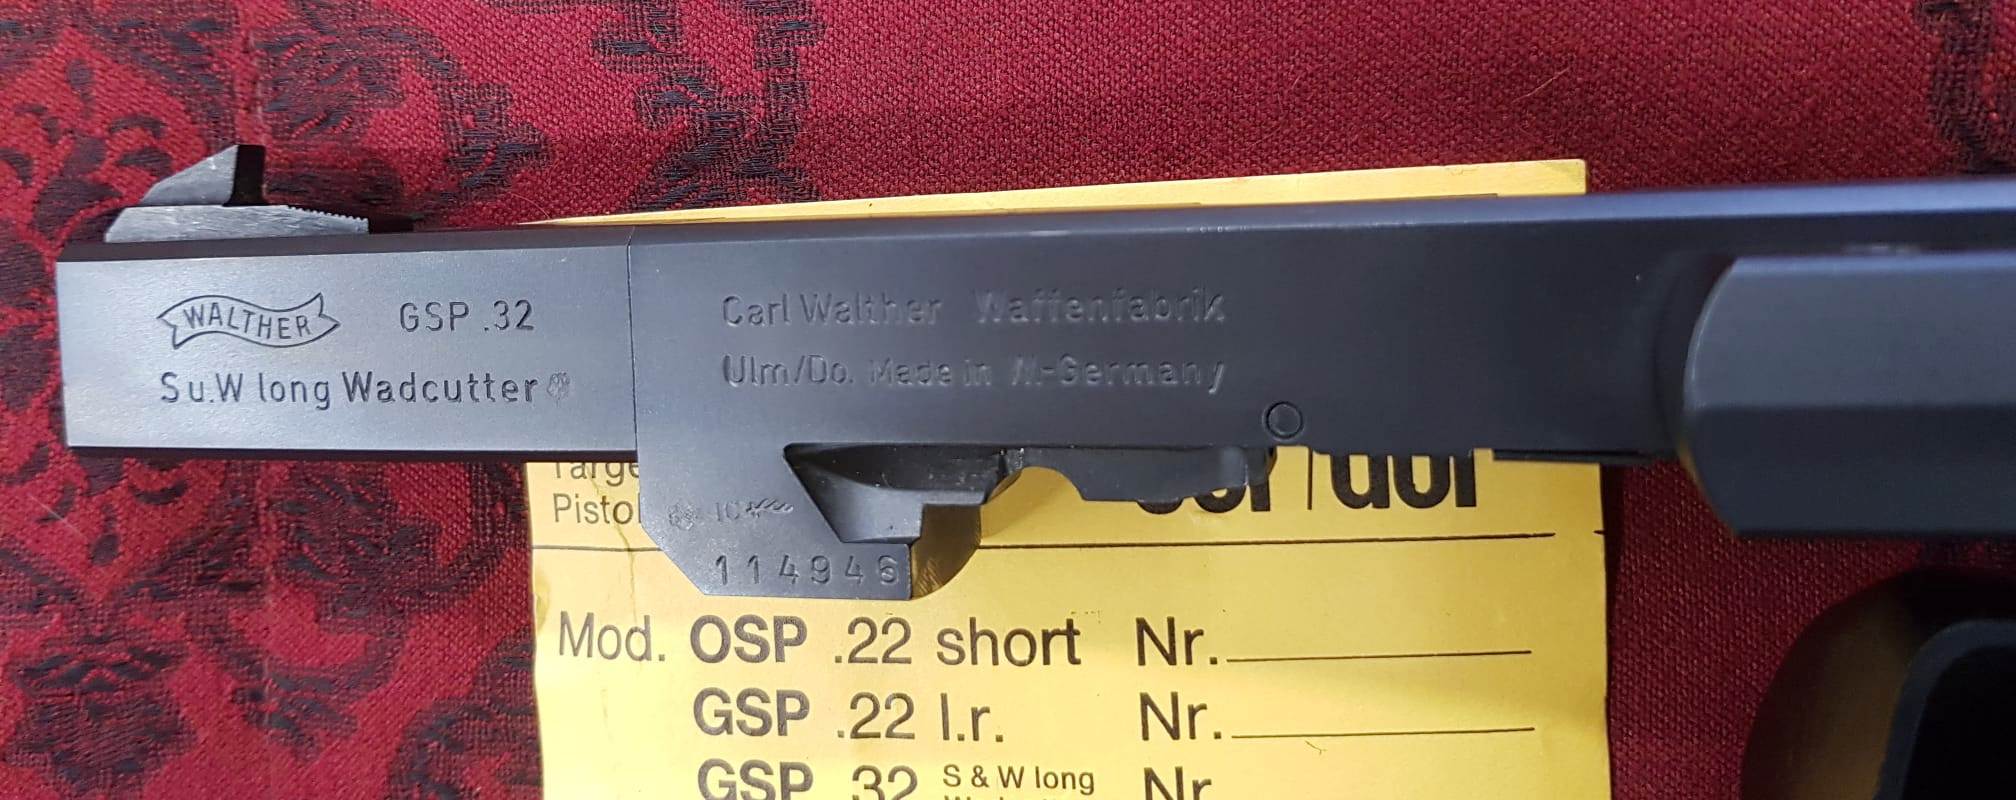 WALTHER GSP .32
S u.W long Wadcutter
Carl Walther Waffenfabrik
Ulm/Do. Made in W-Germany
114946
Pistol
Mod. OSP .22 short Nr.
GSP .22 l.r. Nr.
GSP .32 S & W long Nr